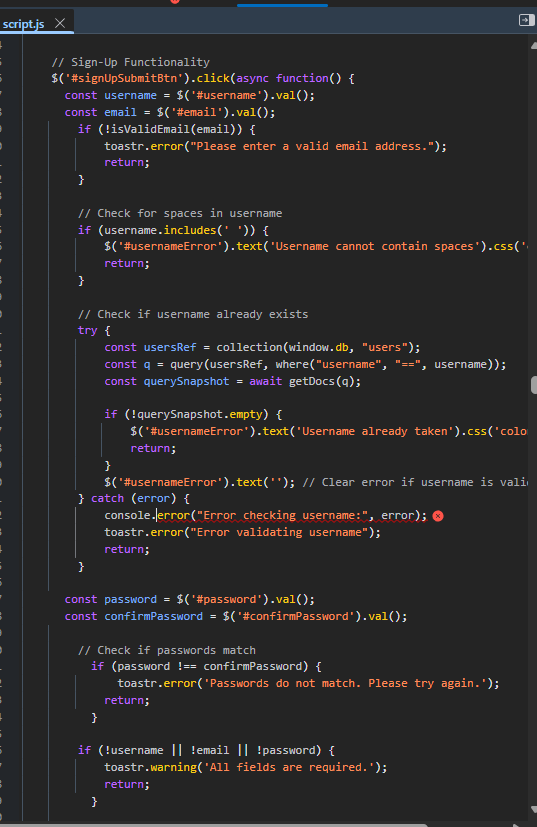 script.js
// Sign-Up Functionality
$('#signUpSubmitBtn').click(async function() {
const username = $('#username').val();
const email = $('#email').val();
if (!isValidEmail(email)) {
toastr.error("Please enter a valid email address.");
return;
}
// Check for spaces in username
if (username.includes(' ')) {
$('#usernameError').text('Username cannot contain spaces').css('
return;
}
// Check if username already exists
try {
const usersRef = collection(window.db, "users");
const q = query(usersRef, where("username", "==", username));
const querySnapshot = await getDocs(q);
if (!querySnapshot.empty) {
$('#usernameError').text('Username already taken').css('colo
return;
}
$('#usernameError').text(''); // Clear error if username is vali
} catch (error) {
console.error("Error checking username:", error);
toastr.error("Error validating username");
return;
}
const password = $('#password').val();
const confirmPassword = $('#confirmPassword').val();
// Check if passwords match
if (password !== confirmPassword) {
toastr.error('Passwords do not match. Please try again.');
return;
}
if (!username || !email || !password) {
toastr.warning('All fields are required.');
return;
}